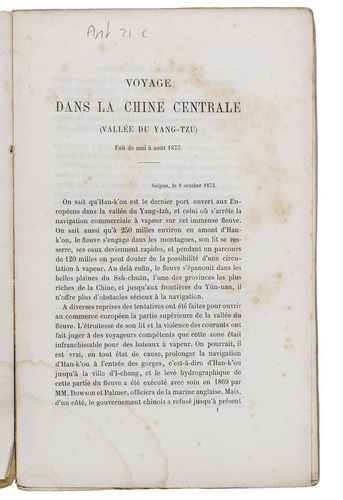 Ant 21 c
VOYAGE
DANS LA CHINE CENTRALE
(VALLÉE DU YANG-TZU)
Fait de mai à août 1873.
Saïgon, le 8 octobre 1873.
On sait qu'Han-k'ou est le dernier port ouvert aux Eu-
ropéens dans la vallée du Yang-tzù, et celui où s'arrête la
navigation commerciale à vapeur sur cet immense fleuve.
On sait aussi qu'à 250 milles environ en amont d'Han-
k'ou, le fleuve s'engage dans les montagnes, son lit se res-
serre, ses eaux deviennent rapides, et pendant un parcours
de 120 milles on peut douter de la possibilité d'une circu-
lation à vapeur. Au delà enfin, le fleuve s'épanouit dans les
belles plaines du Ssŭ-chuân, l'une des provinces les plus
riches de la Chine, et jusqu'aux frontières du Yün-nan, il
n'offre plus d'obstacles sérieux à la navigation.
A diverses reprises des tentatives ont été faites pour ouvrir
au commerce européen la partie supérieure de la vallée du
fleuve. L'étroitesse de son lit et la violence des courants ont
fait juger à des voyageurs compétents que cette zone était
infranchissable pour des bateaux à vapeur. On pourrait, il
est vrai, en tout état de cause, prolonger la navigation
d'Han-k'ou à l'entrée des gorges, c'est-à-dire d'Han-k'ou
jusqu'à la ville d'I-chang, et le levé hydrographique de
cette partie du fleuve a été exécuté avec soin en 1869 par
MM. Dowson et Palmer, officiers de la marine anglaise. Mais,
d'un côté, le gouvernement chinois a refusé jusqu'à présent
1